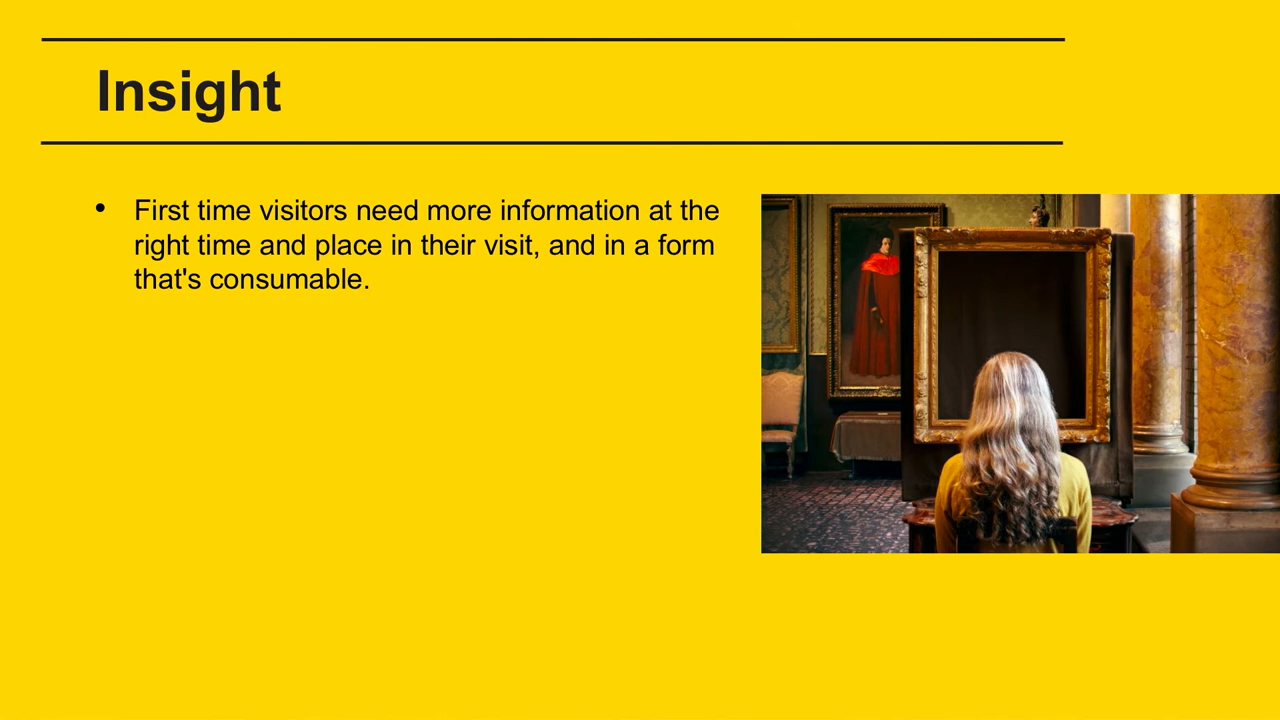 Insight
• First time visitors need more information at the
right time and place in their visit, and in a form
that's consumable.